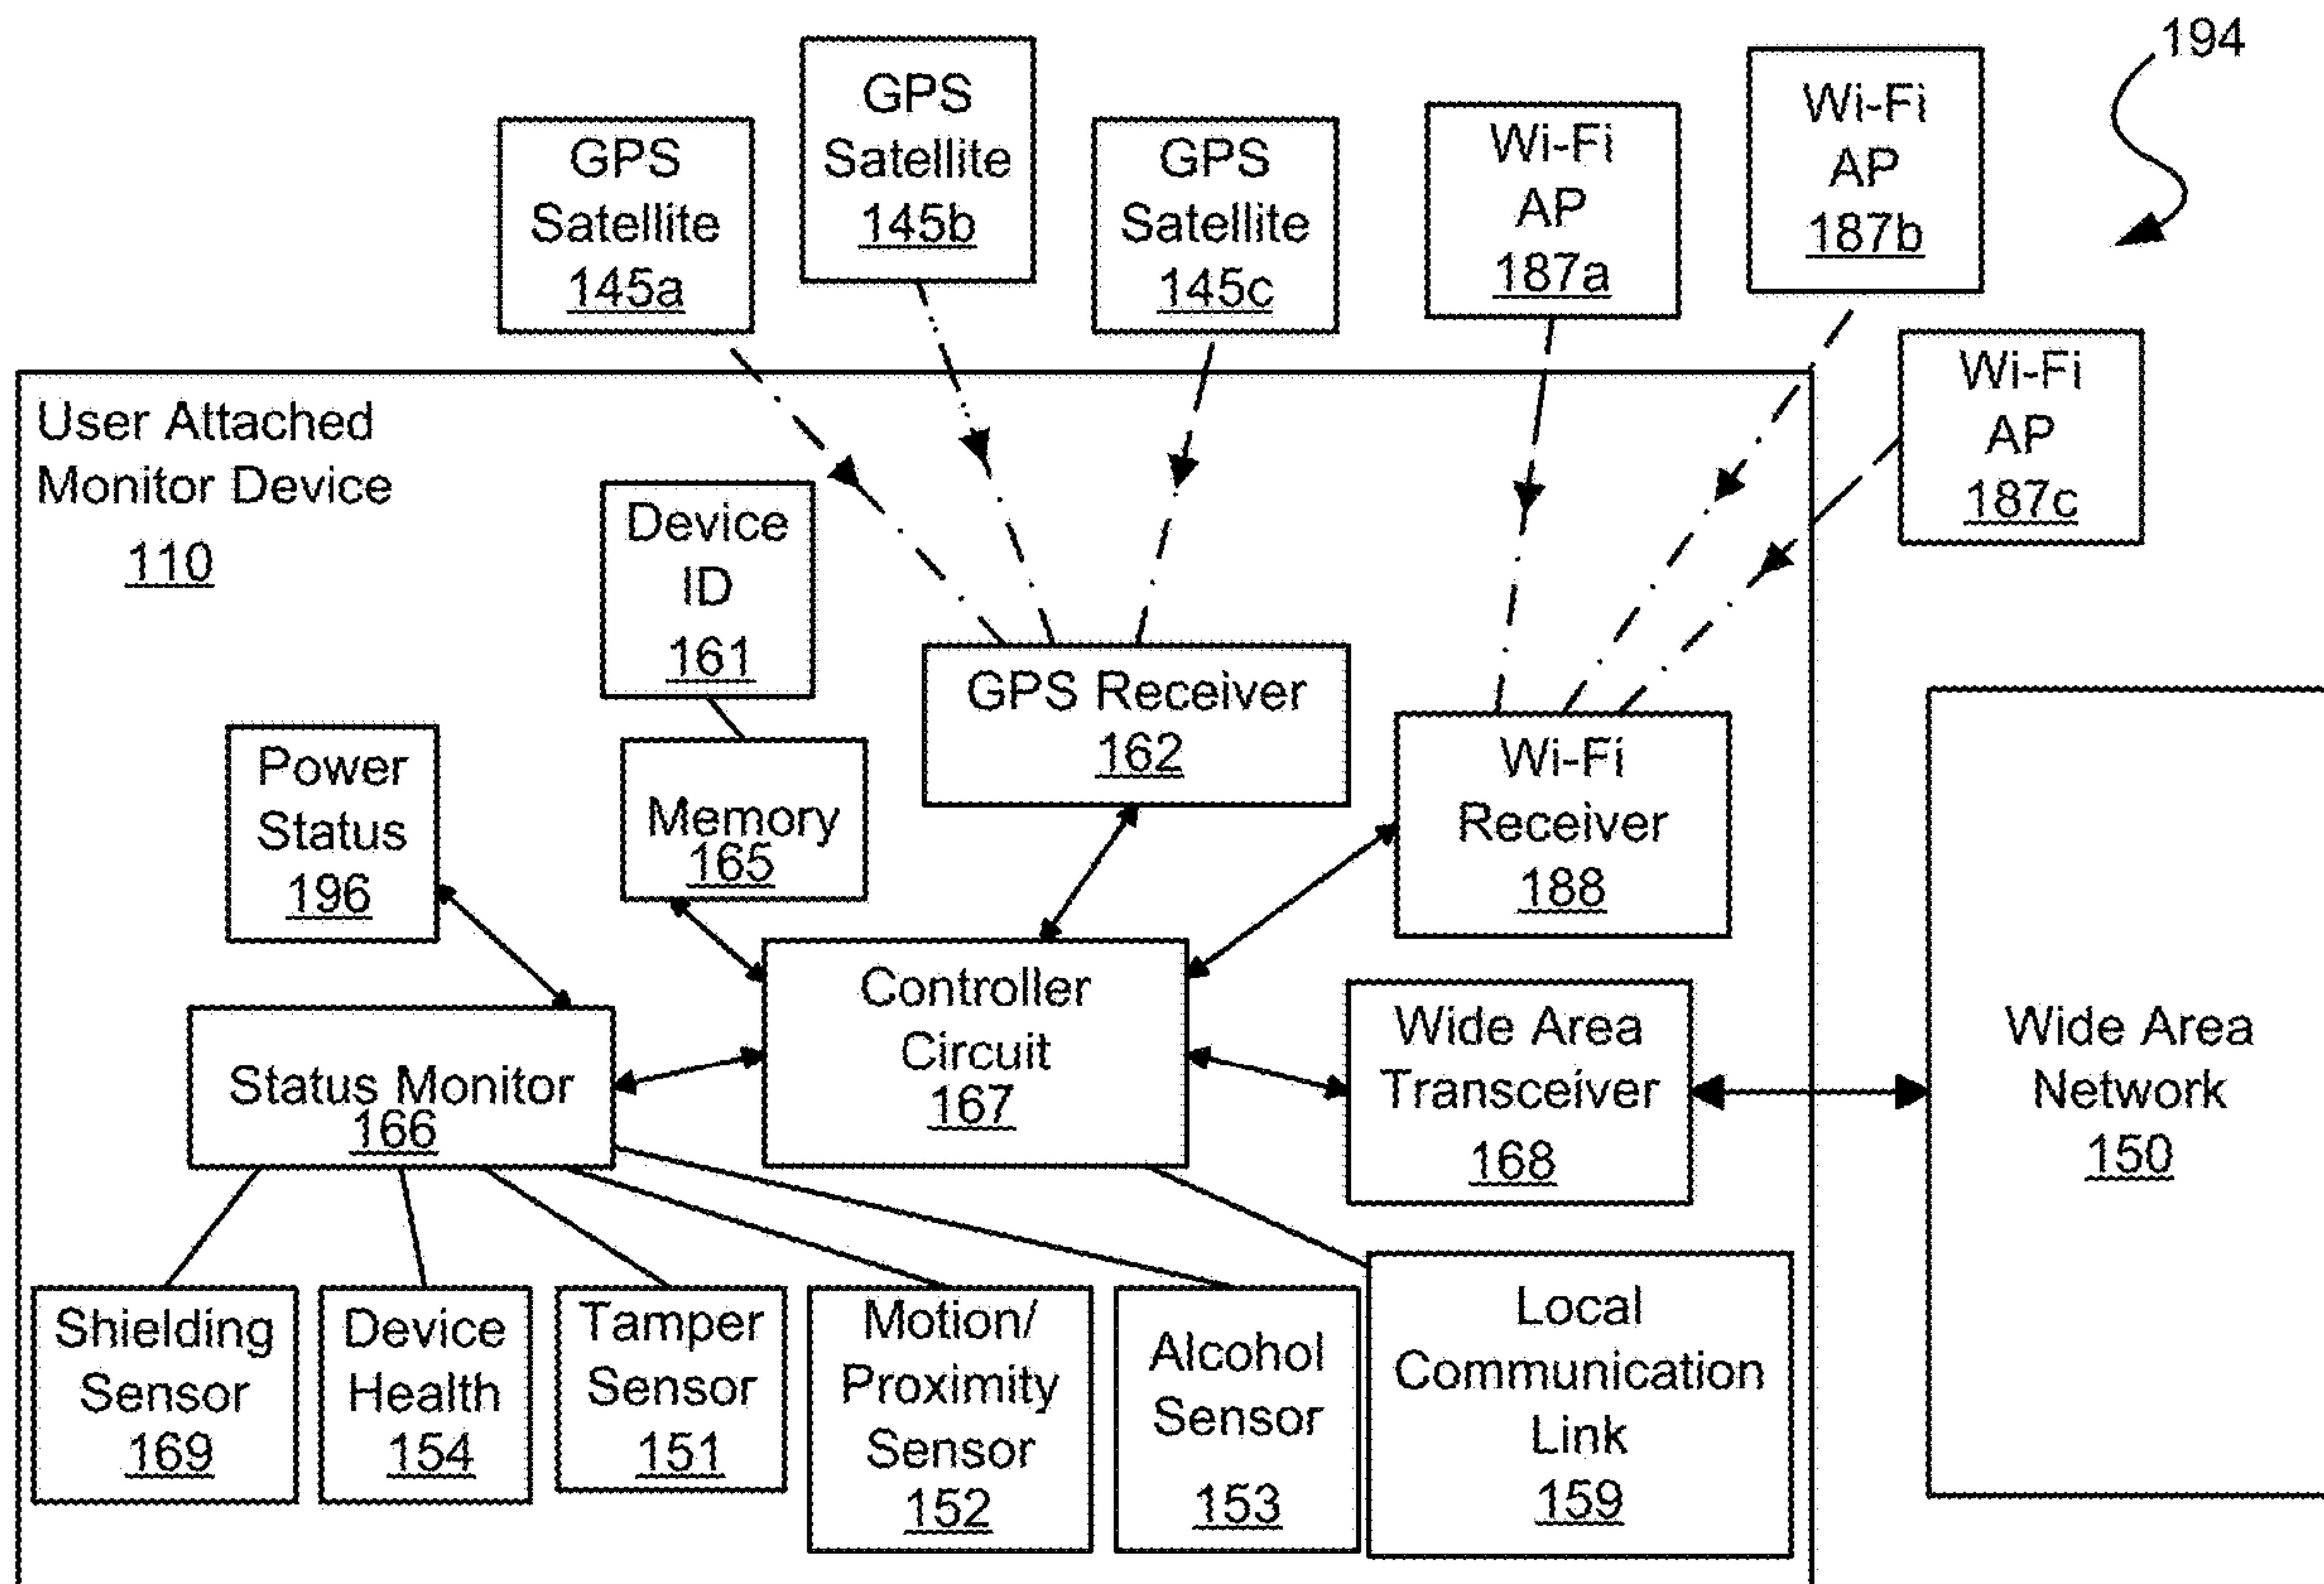 194
GPS
Satellite
145a
GPS
Satellite
145b
GPS
Satellite
145c
Wi-Fi
AP
187a
Wi-Fi
AP
187b
Wi-Fi
AP
187c
User Attached
Monitor Device
110
Device
ID
161
GPS Receiver
162
Wi-Fi
Receiver
188
Power
Status
196
Memory
165
Controller
Circuit
167
Status Monitor
166
Wide Area
Transceiver
168
Wide Area
Network
150
Shielding
Sensor
169
Device
Health
154
Tamper
Sensor
151
Motion/
Proximity
Sensor
152
Alcohol
Sensor
153
Local
Communication
Link
159